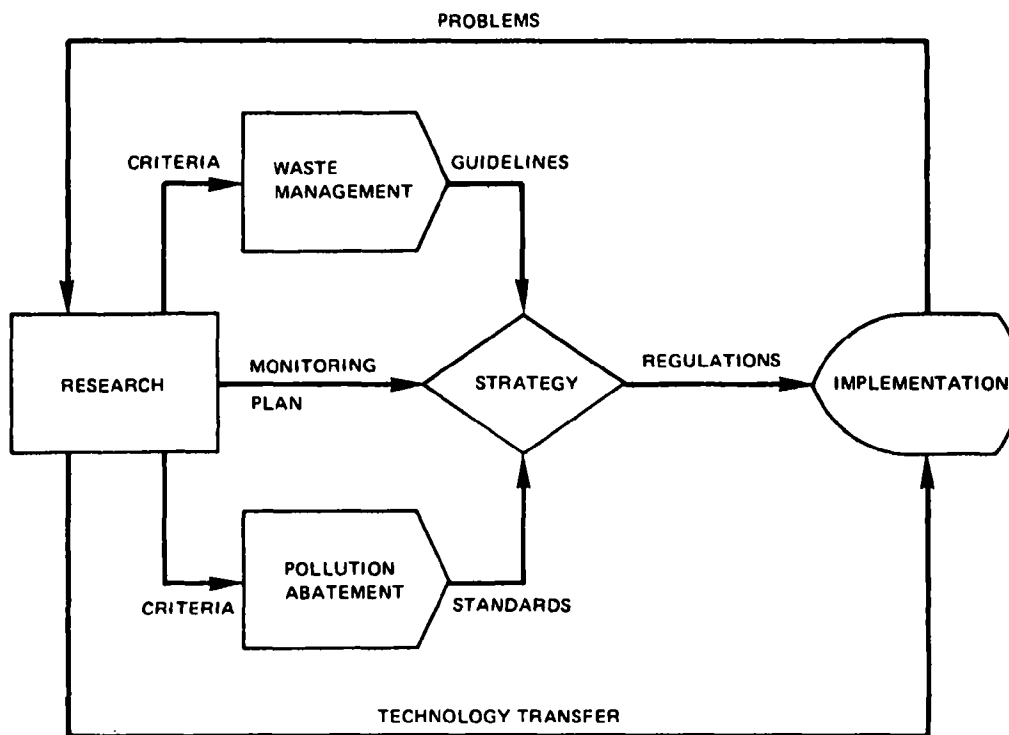 PROBLEMS
CRITERIA
WASTE
MANAGEMENT
GUIDELINES
RESEARCH
MONITORING
PLAN
STRATEGY
REGULATIONS
IMPLEMENTATION
CRITERIA
POLLUTION
ABATEMENT
STANDARDS
TECHNOLOGY TRANSFER